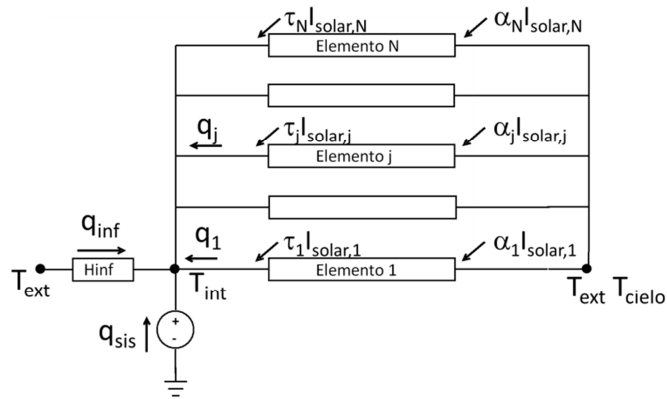 τNIsolar,N αNIsolar,N
Elemento N
qj τjIsolar,j αjIsolar,j
Elemento j
qinf q1 τ1Isolar,1 α1Isolar,1
Hinf Elemento 1
Text Tint Text Tcielo
qsis
+
-